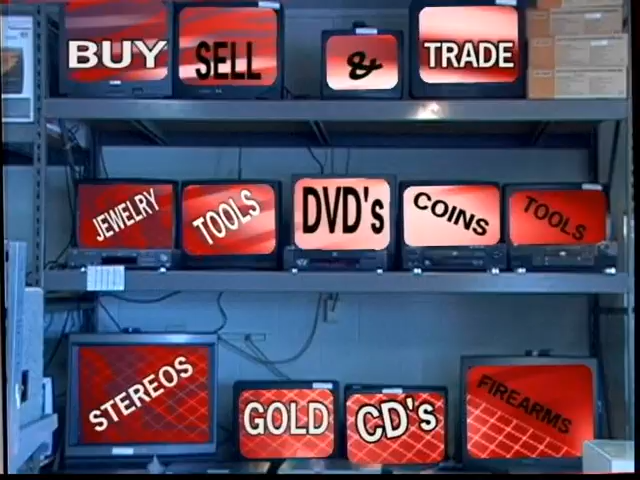 BUY SELL & TRADE
JEWELRY TOOLS DVD's COINS TOOLS
STEREOS GOLD CD's FIREARMS